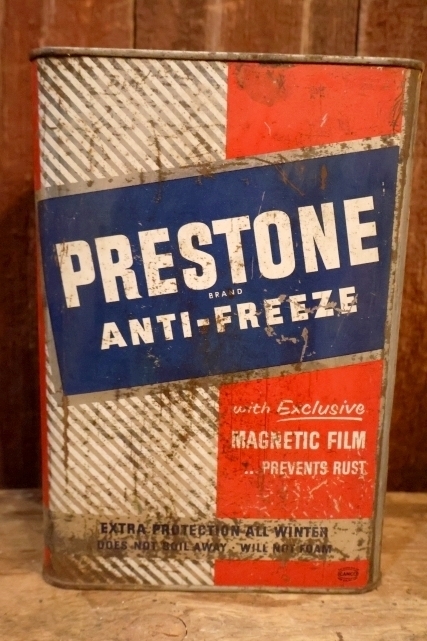 PRESTONE
BRAND
ANTI-FREEZE
with Exclusive
MAGNETIC FILM
... PREVENTS RUST
EXTRA PROTECTION ALL WINTER
DOES NOT BOIL AWAY · WILL NOT FOAM